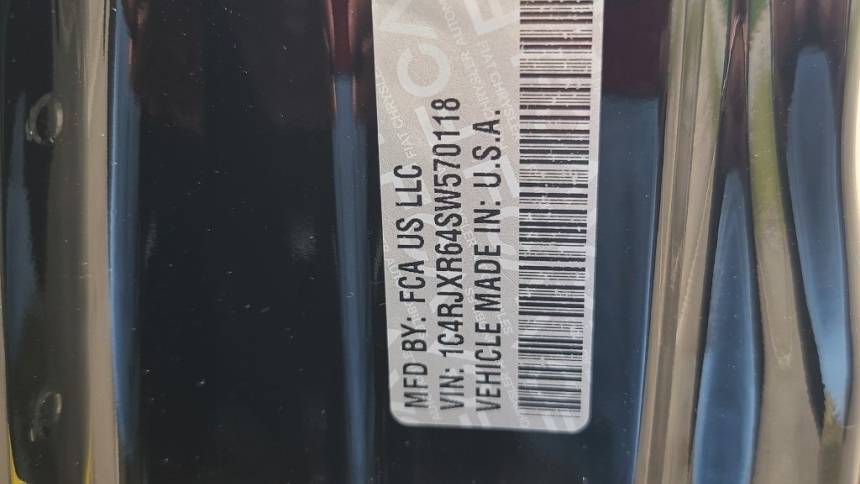 MFD BY: FCA US LLC
VIN: 1C4RJXR64SW570118
VEHICLE MADE IN: U.S.A.